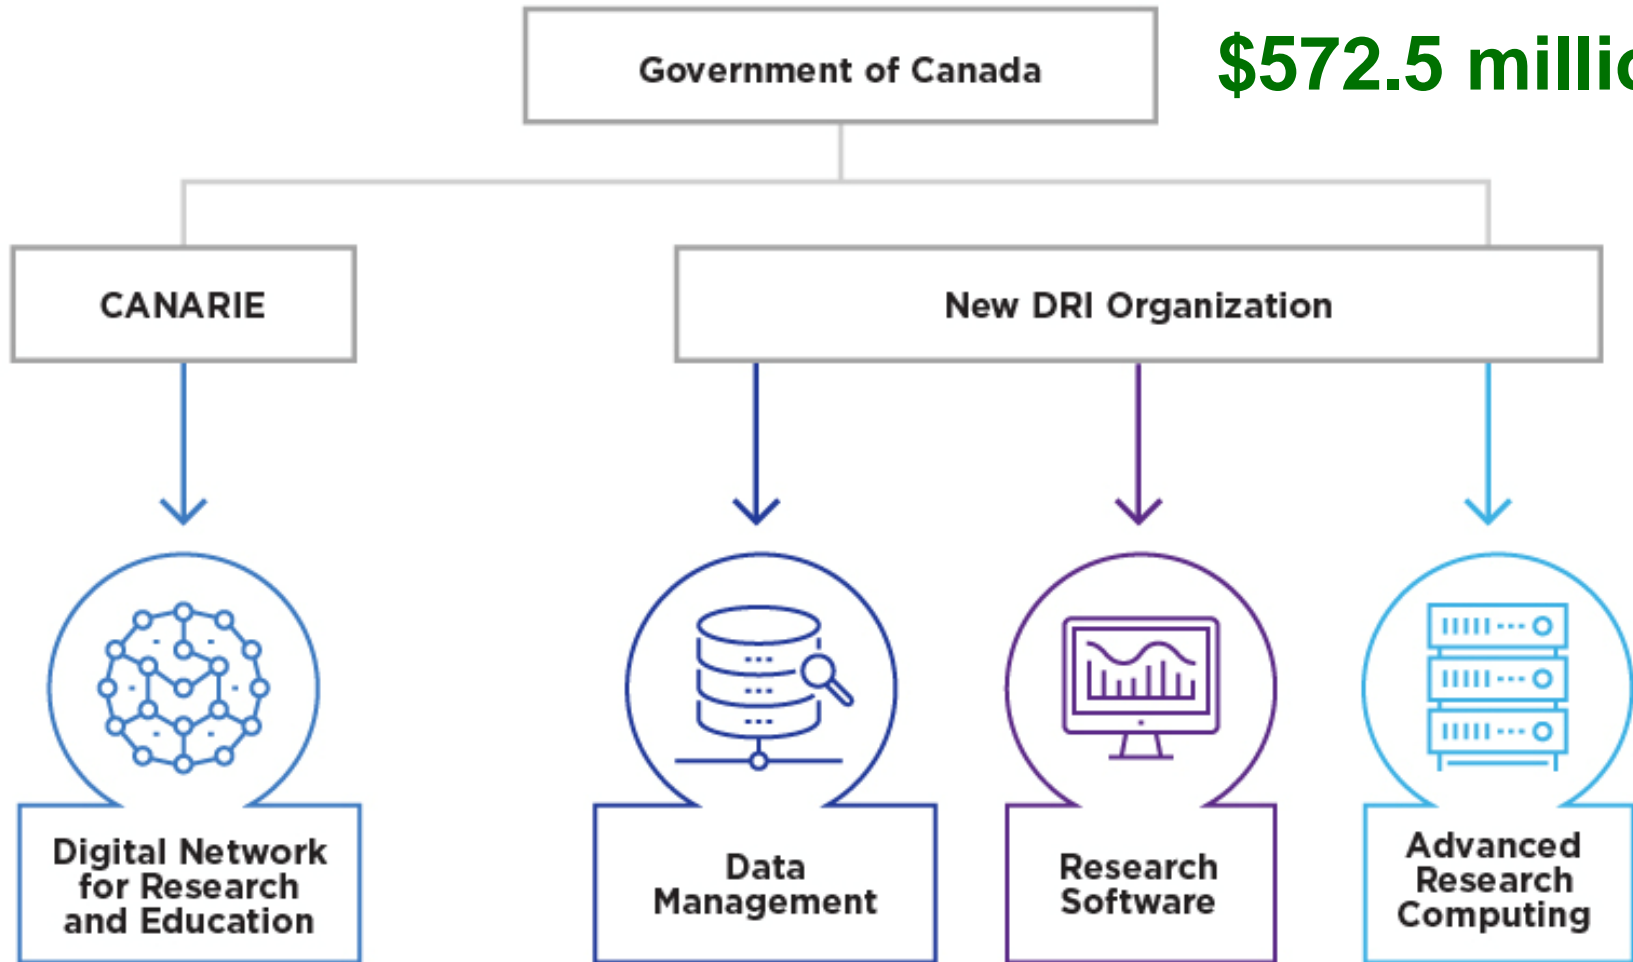 Government of Canada
$572.5
CANARIE
New DRI Organization
Digital Network
for Research
and Education
Data
Management
Research
Software
Advanced
Research
Computing